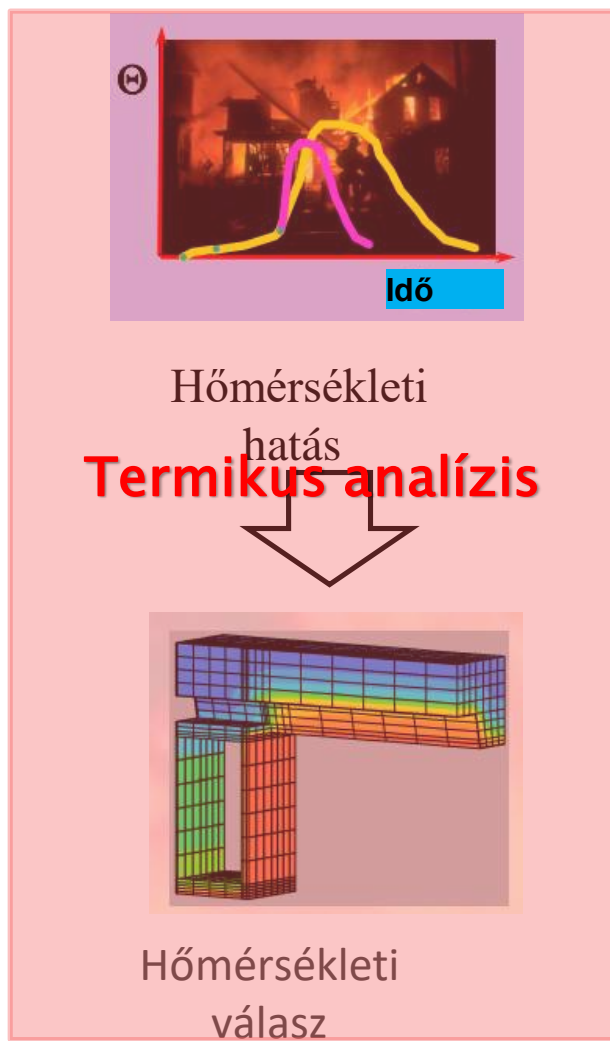 Θ
Idő
Hőmérsékleti
hatás
Termikus analízis
Hőmérsékleti
válasz